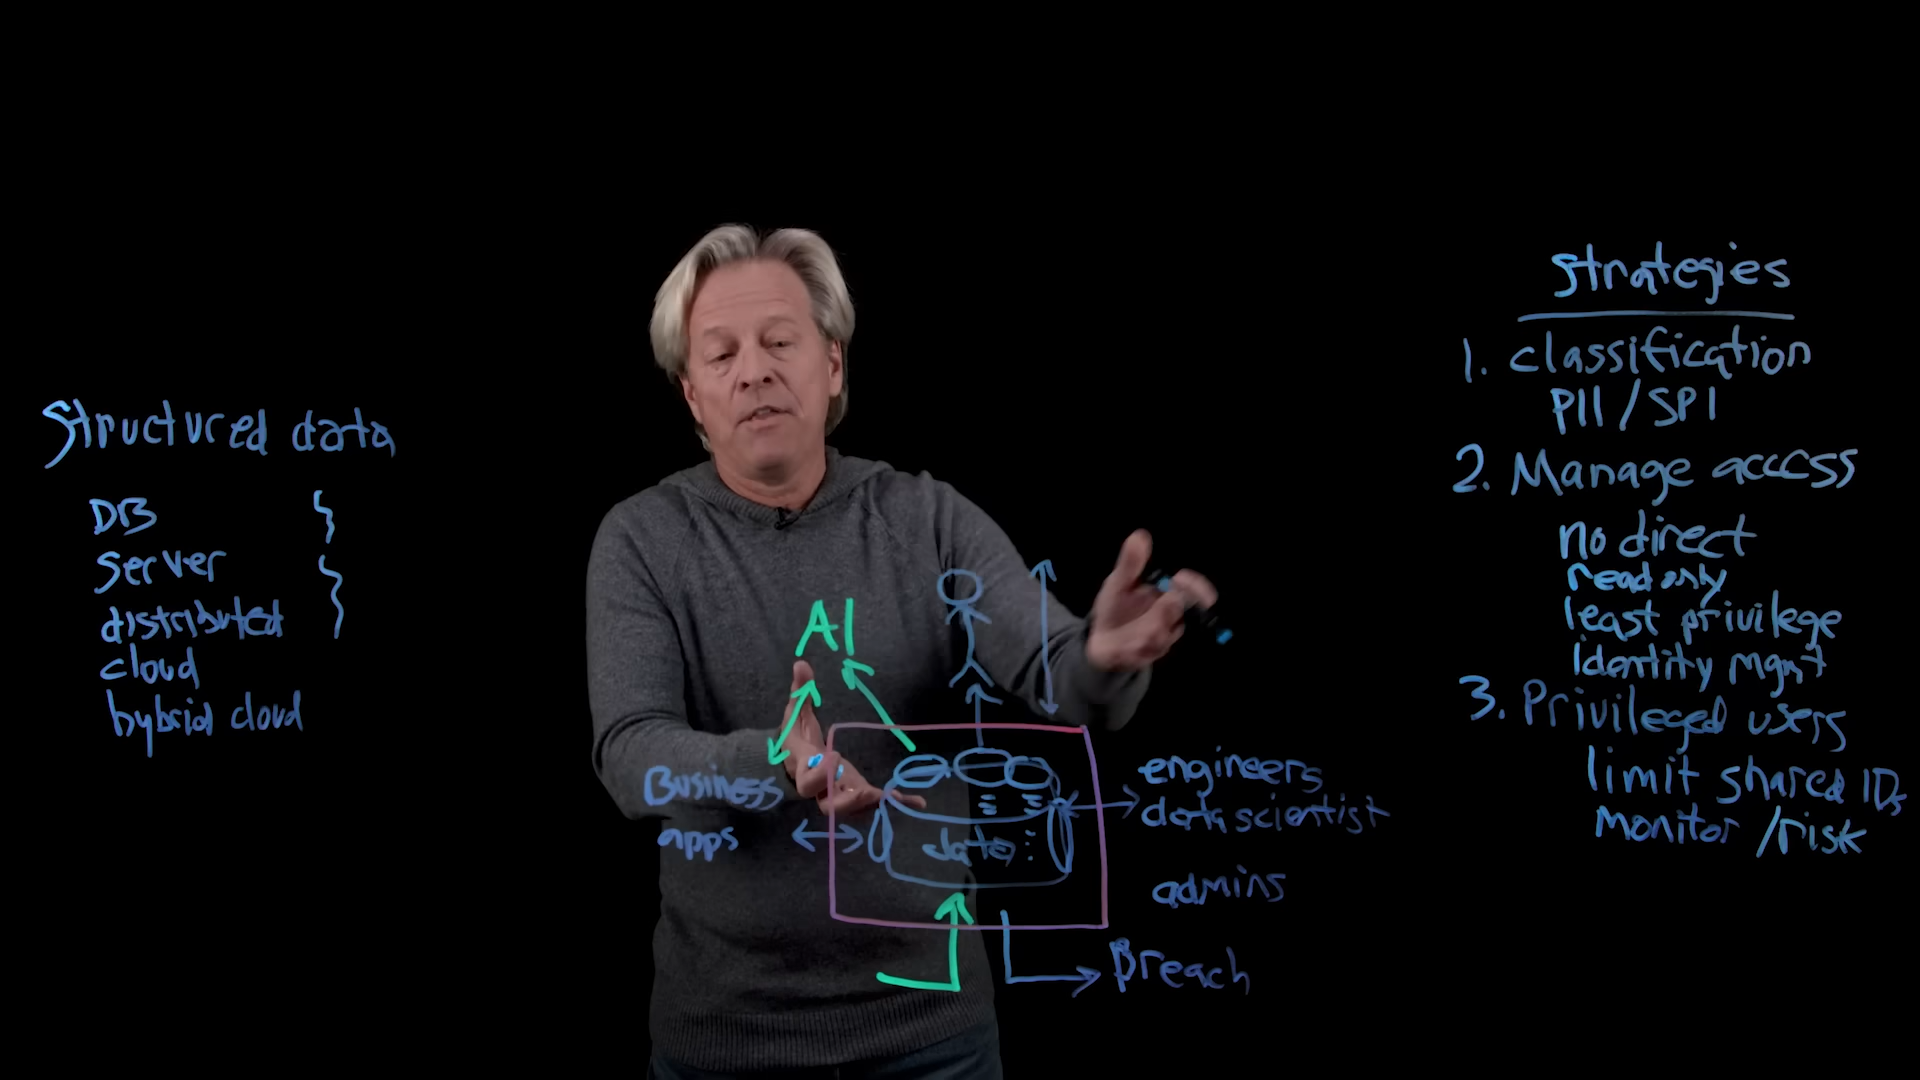 Structured data
DB
Server
distributed
cloud
hybrid cloud
AI
Business
apps
data
engineers
data scientist
admins
Breach
Strategies
1. classification
PII/SPI
2. Manage access
no direct
read only
least privilege
Identity mgmt
3. Privileged users
limit shared IDs
monitor /risk